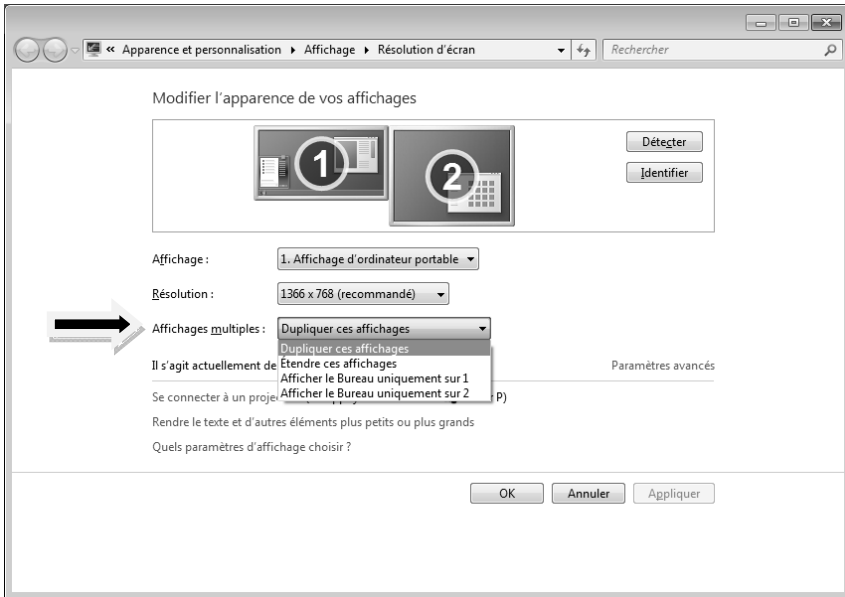 « Apparence et personnalisation ▸ Affichage ▸ Résolution d'écran
Rechercher
Modifier l'apparence de vos affichages
1
2
Détecter
Identifier
Affichage :
1. Affichage d'ordinateur portable
Résolution :
1366 x 768 (recommandé)
Affichages multiples :
Dupliquer ces affichages
Dupliquer ces affichages
Étendre ces affichages
Afficher le Bureau uniquement sur 1
Afficher le Bureau uniquement sur 2
Il s'agit actuellement de
Paramètres avancés
Se connecter à un P)
Rendre le texte et d'autres éléments plus petits ou plus grands
Quels paramètres d'affichage choisir ?
OK
Annuler
Appliquer